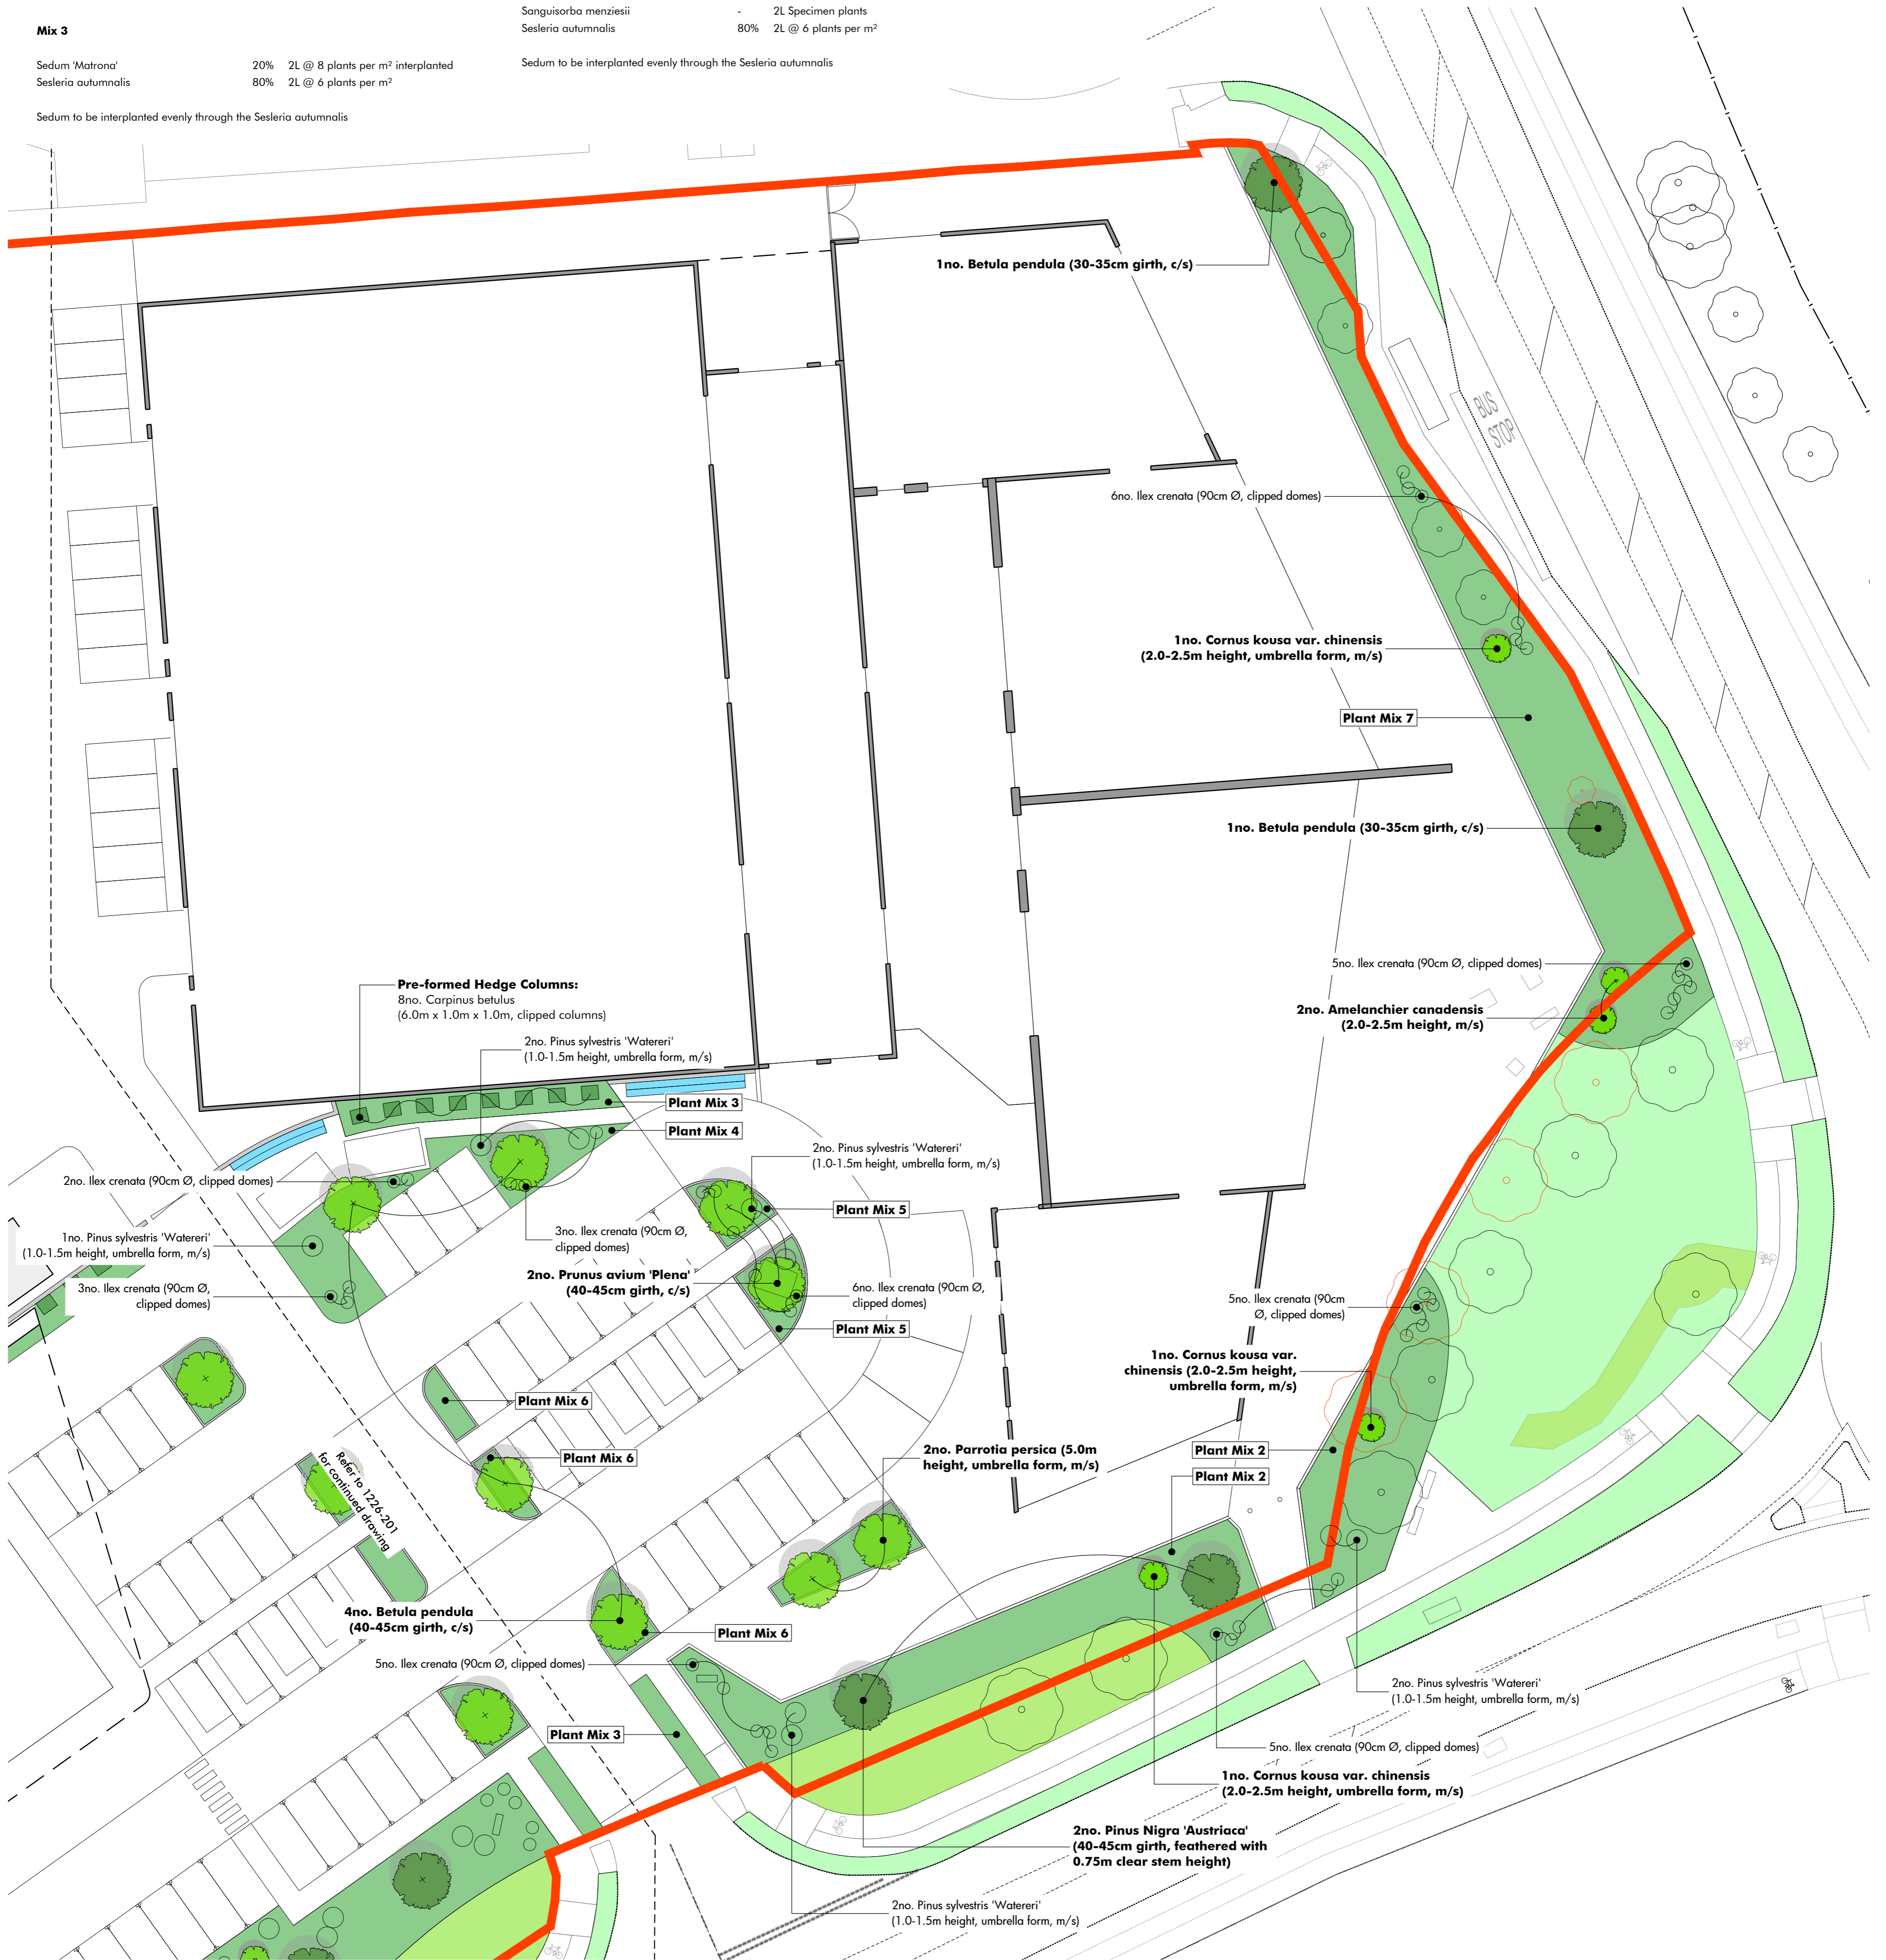 Mix 3
Sedum 'Matrona' 20% 2L @ 8 plants per m² interplanted
Sesleria autumnalis 80% 2L @ 6 plants per m²
Sedum to be interplanted evenly through the Sesleria autumnalis
Sanguisorba menziesii - 2L Specimen plants
Sesleria autumnalis 80% 2L @ 6 plants per m²
Sedum to be interplanted evenly through the Sesleria autumnalis
1no. Betula pendula (30-35cm girth, c/s)
BUS
STOP
6no. Ilex crenata (90cm Ø, clipped domes)
1no. Cornus kousa var. chinensis
(2.0-2.5m height, umbrella form, m/s)
Plant Mix 7
1no. Betula pendula (30-35cm girth, c/s)
5no. Ilex crenata (90cm Ø, clipped domes)
2no. Amelanchier canadensis
(2.0-2.5m height, m/s)
Pre-formed Hedge Columns:
8no. Carpinus betulus
(6.0m x 1.0m x 1.0m, clipped columns)
2no. Pinus sylvestris 'Watereri'
(1.0-1.5m height, umbrella form, m/s)
Plant Mix 3
Plant Mix 4
2no. Pinus sylvestris 'Watereri'
(1.0-1.5m height, umbrella form, m/s)
2no. Ilex crenata (90cm Ø, clipped domes)
Plant Mix 5
1no. Pinus sylvestris 'Watereri'
(1.0-1.5m height, umbrella form, m/s)
3no. Ilex crenata (90cm Ø,
clipped domes)
2no. Prunus avium 'Plena'
(40-45cm girth, c/s)
3no. Ilex crenata (90cm Ø,
clipped domes)
6no. Ilex crenata (90cm Ø,
clipped domes)
Plant Mix 5
5no. Ilex crenata (90cm
Ø, clipped domes)
1no. Cornus kousa var.
chinensis (2.0-2.5m height,
umbrella form, m/s)
Plant Mix 6
Plant Mix 6
Refer to 1226-201
for continued drawing
2no. Parrotia persica (5.0m
height, umbrella form, m/s)
Plant Mix 2
Plant Mix 2
4no. Betula pendula
(40-45cm girth, c/s)
Plant Mix 6
5no. Ilex crenata (90cm Ø, clipped domes)
Plant Mix 3
2no. Pinus sylvestris 'Watereri'
(1.0-1.5m height, umbrella form, m/s)
5no. Ilex crenata (90cm Ø, clipped domes)
1no. Cornus kousa var. chinensis
(2.0-2.5m height, umbrella form, m/s)
2no. Pinus Nigra 'Austriaca'
(40-45cm girth, feathered with
0.75m clear stem height)
2no. Pinus sylvestris 'Watereri'
(1.0-1.5m height, umbrella form, m/s)